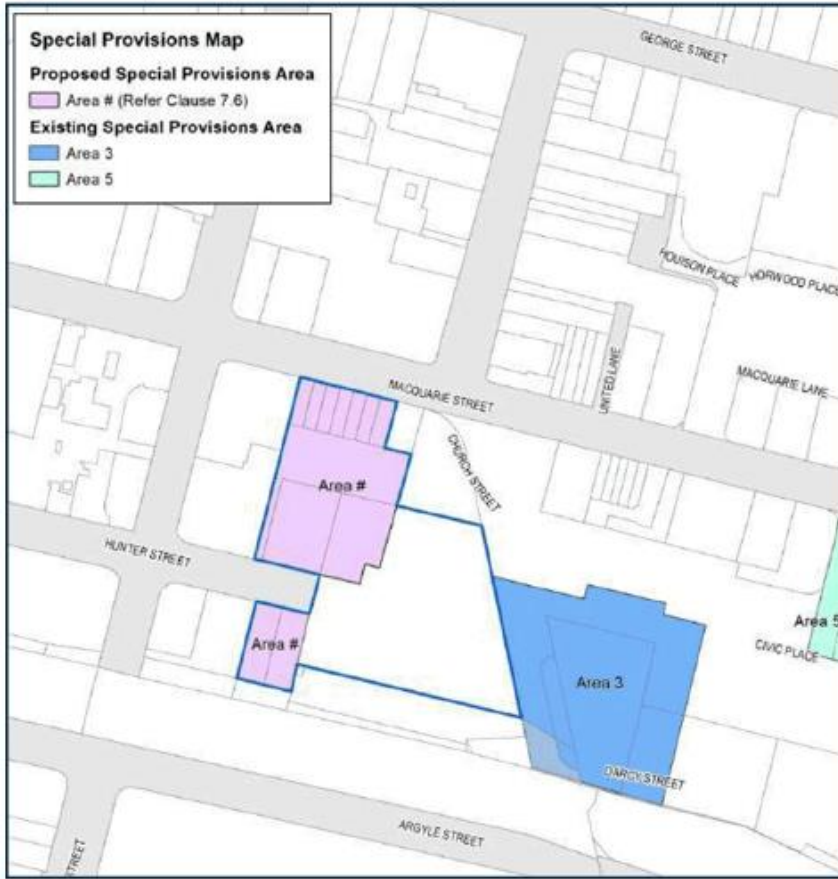 Special Provisions Map
Proposed Special Provisions Area
Area # (Refer Clause 7.6)
Existing Special Provisions Area
Area 3
Area 5
GEORGE STREET
HOUISON PLACE
HORWOOD PLACE
UNITED LANE
MACQUARIE LANE
MACQUARIE STREET
CHURCH STREET
Area #
HUNTER STREET
Area #
Area 3
Area 5
CIVIC PLACE
DARCY STREET
ARGYLE STREET
STREET